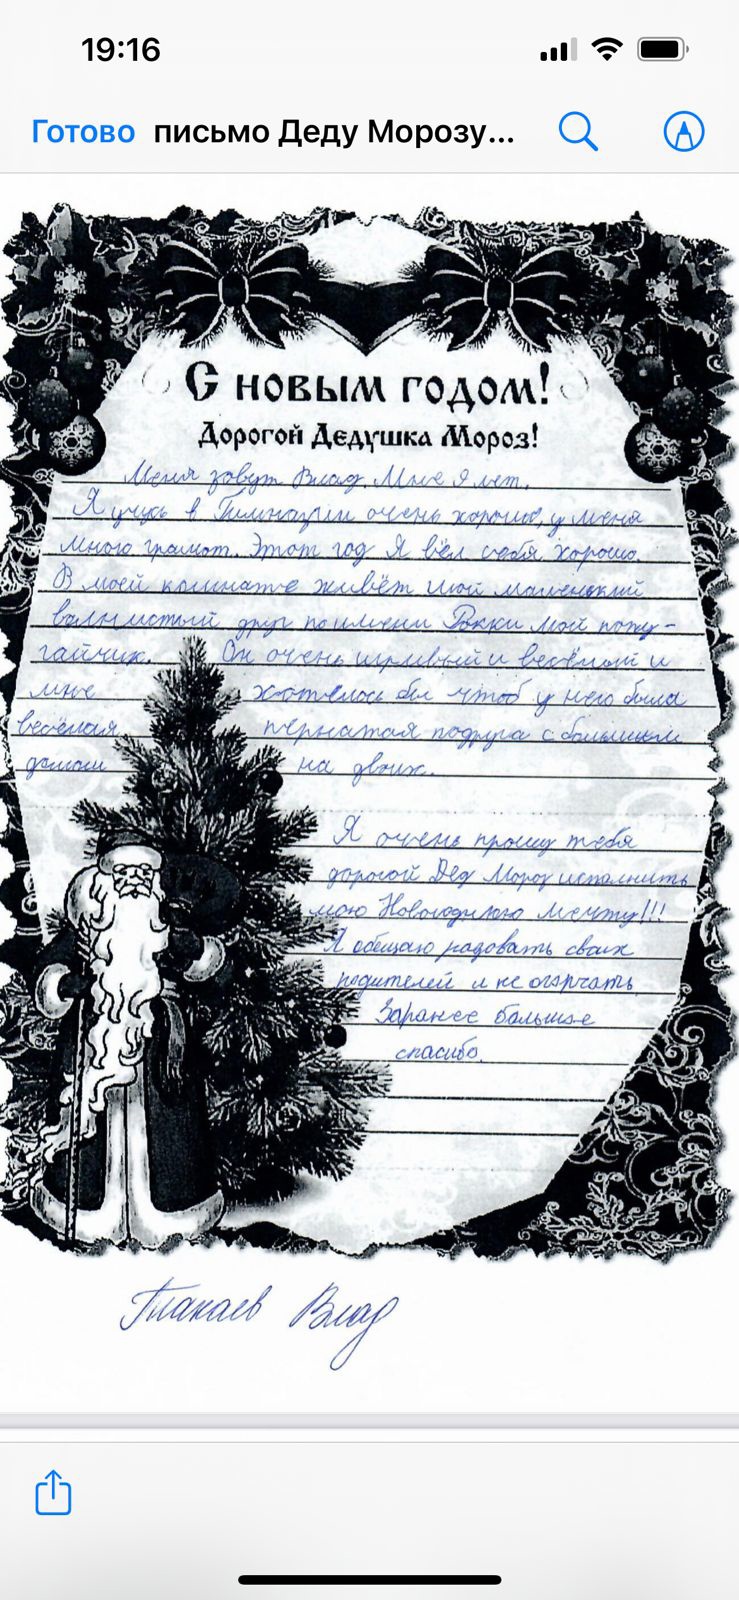 19:16
Готово письмо Деду Морозу...
С новым годом!
Дорогой Дедушка Мороз!
Меня зовут Влад. Мне 9 лет.
Я учусь в Гимназии очень хорошо, у меня
много грамот. Этот год Я вёл себя хорошо.
В моей комнате живёт мой маленький
волнистый друг по имени Рокки мой попу-
гайчик. Он очень игривый и весёлый и
мне хотелось бы чтоб у него была
весёлая пернатая подруга с большим
домом на двоих.
Я очень прошу тебя
дорогой Дед Мороз исполнить
мою Новогоднюю мечту!!!
Я обещаю радовать своих
родителей и не огорчать
Заранее большое
спасибо.
Влад